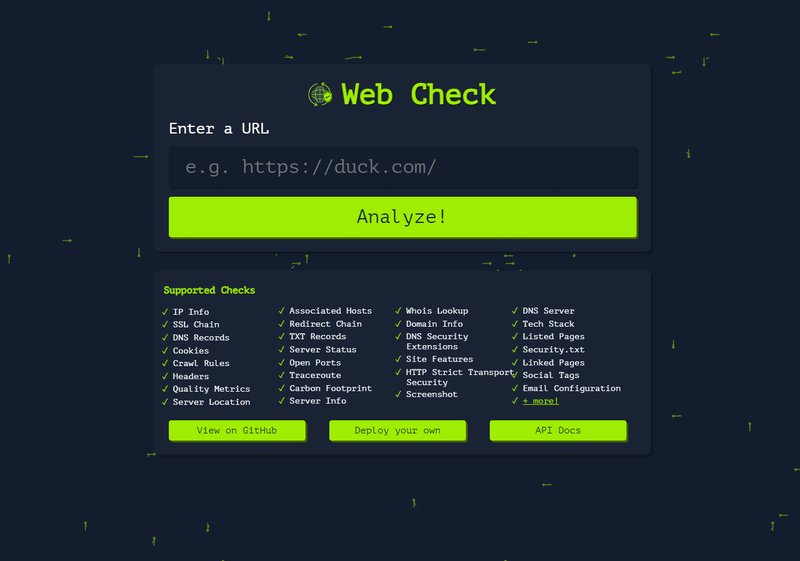 Web Check
Enter a URL
e.g. https://duck.com/
Analyze!
Supported Checks
✓ IP Info
✓ SSL Chain
✓ DNS Records
✓ Cookies
✓ Crawl Rules
✓ Headers
✓ Quality Metrics
✓ Server Location
✓ Associated Hosts
✓ Redirect Chain
✓ TXT Records
✓ Server Status
✓ Open Ports
✓ Traceroute
✓ Carbon Footprint
✓ Server Info
✓ Whois Lookup
✓ Domain Info
✓ DNS Security
Extensions
✓ Site Features
✓ HTTP Strict Transport
Security
✓ Screenshot
✓ DNS Server
✓ Tech Stack
✓ Listed Pages
✓ Security.txt
✓ Linked Pages
✓ Social Tags
✓ Email Configuration
✓ + more!
View on GitHub
Deploy your own
API Docs